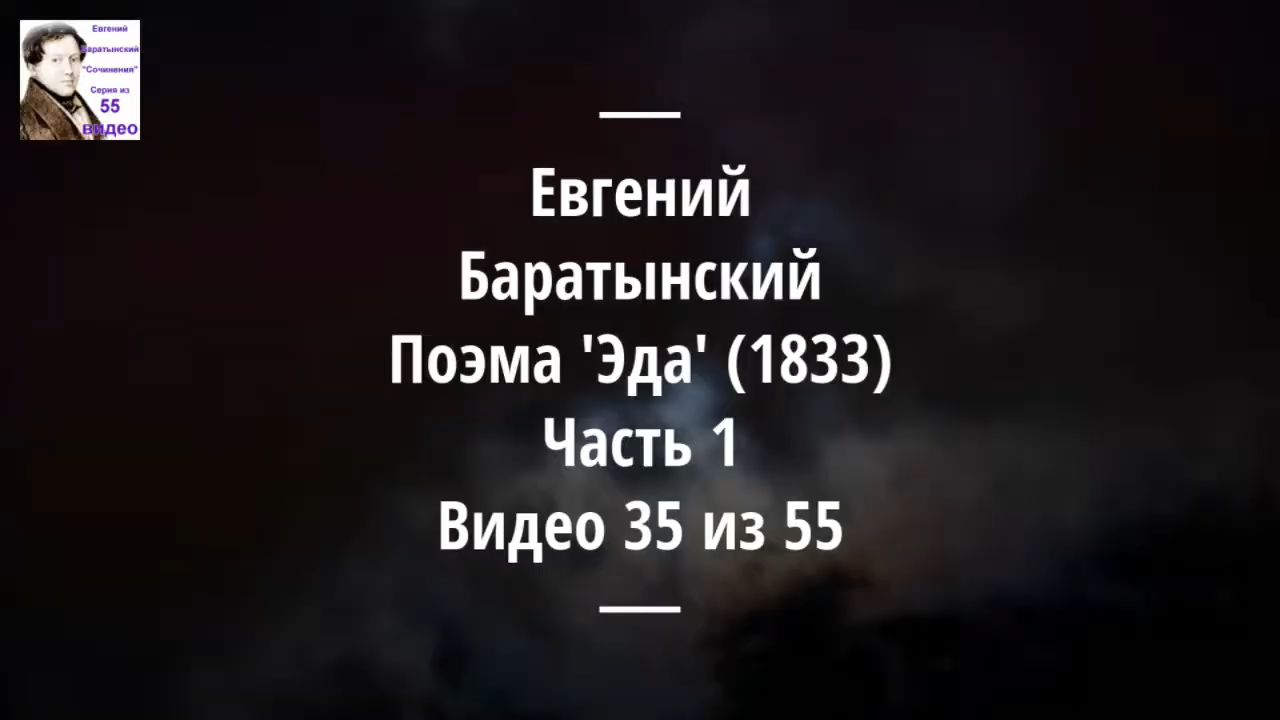 Евгений
Баратынский
"Сочинения"
Серия из
55
видео
Евгений
Баратынский
Поэма 'Эда' (1833)
Часть 1
Видео 35 из 55